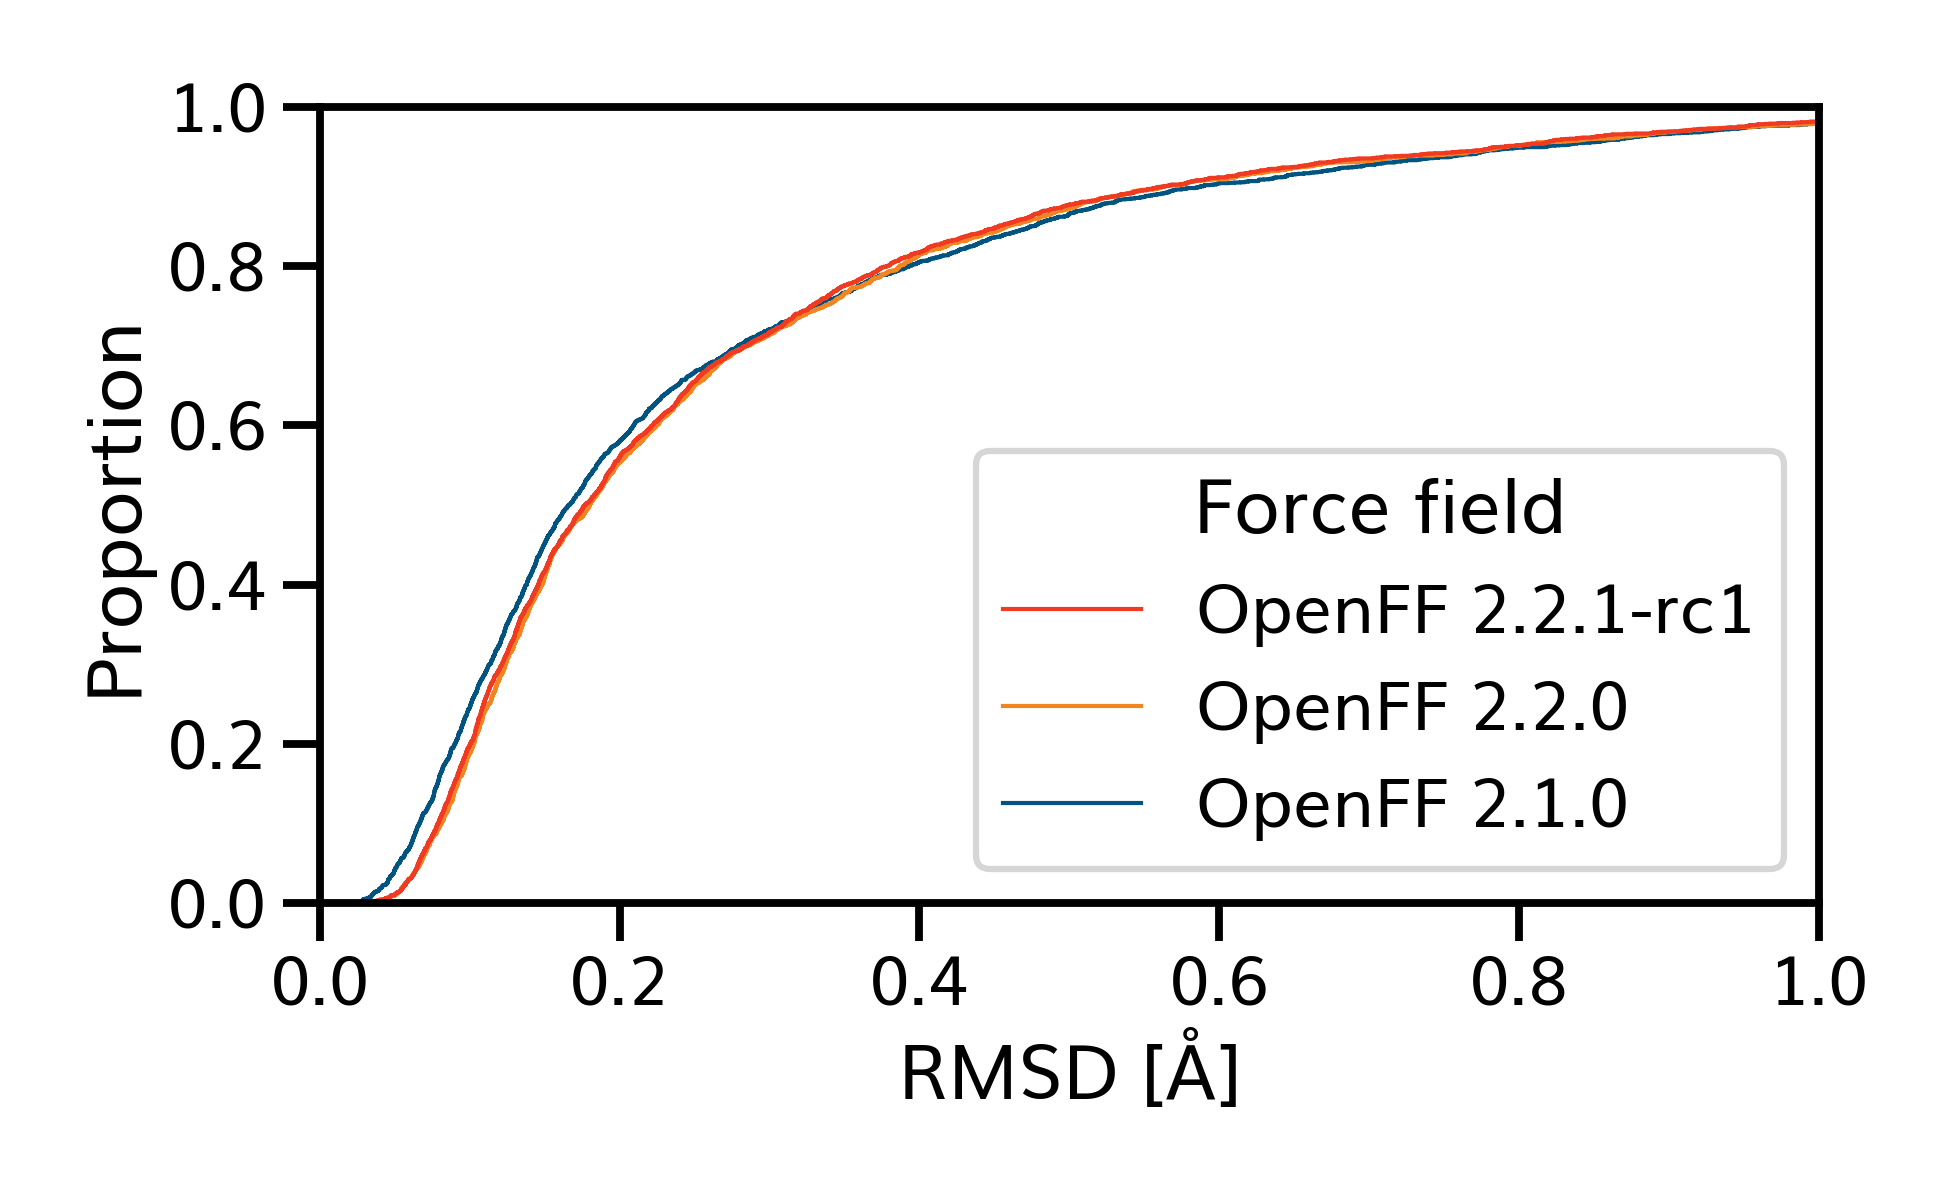 1.0
0.8
0.6
0.4
0.2
0.0
Proportion
0.0 0.2 0.4 0.6 0.8 1.0
RMSD [Å]
Force field
OpenFF 2.2.1-rc1
OpenFF 2.2.0
OpenFF 2.1.0